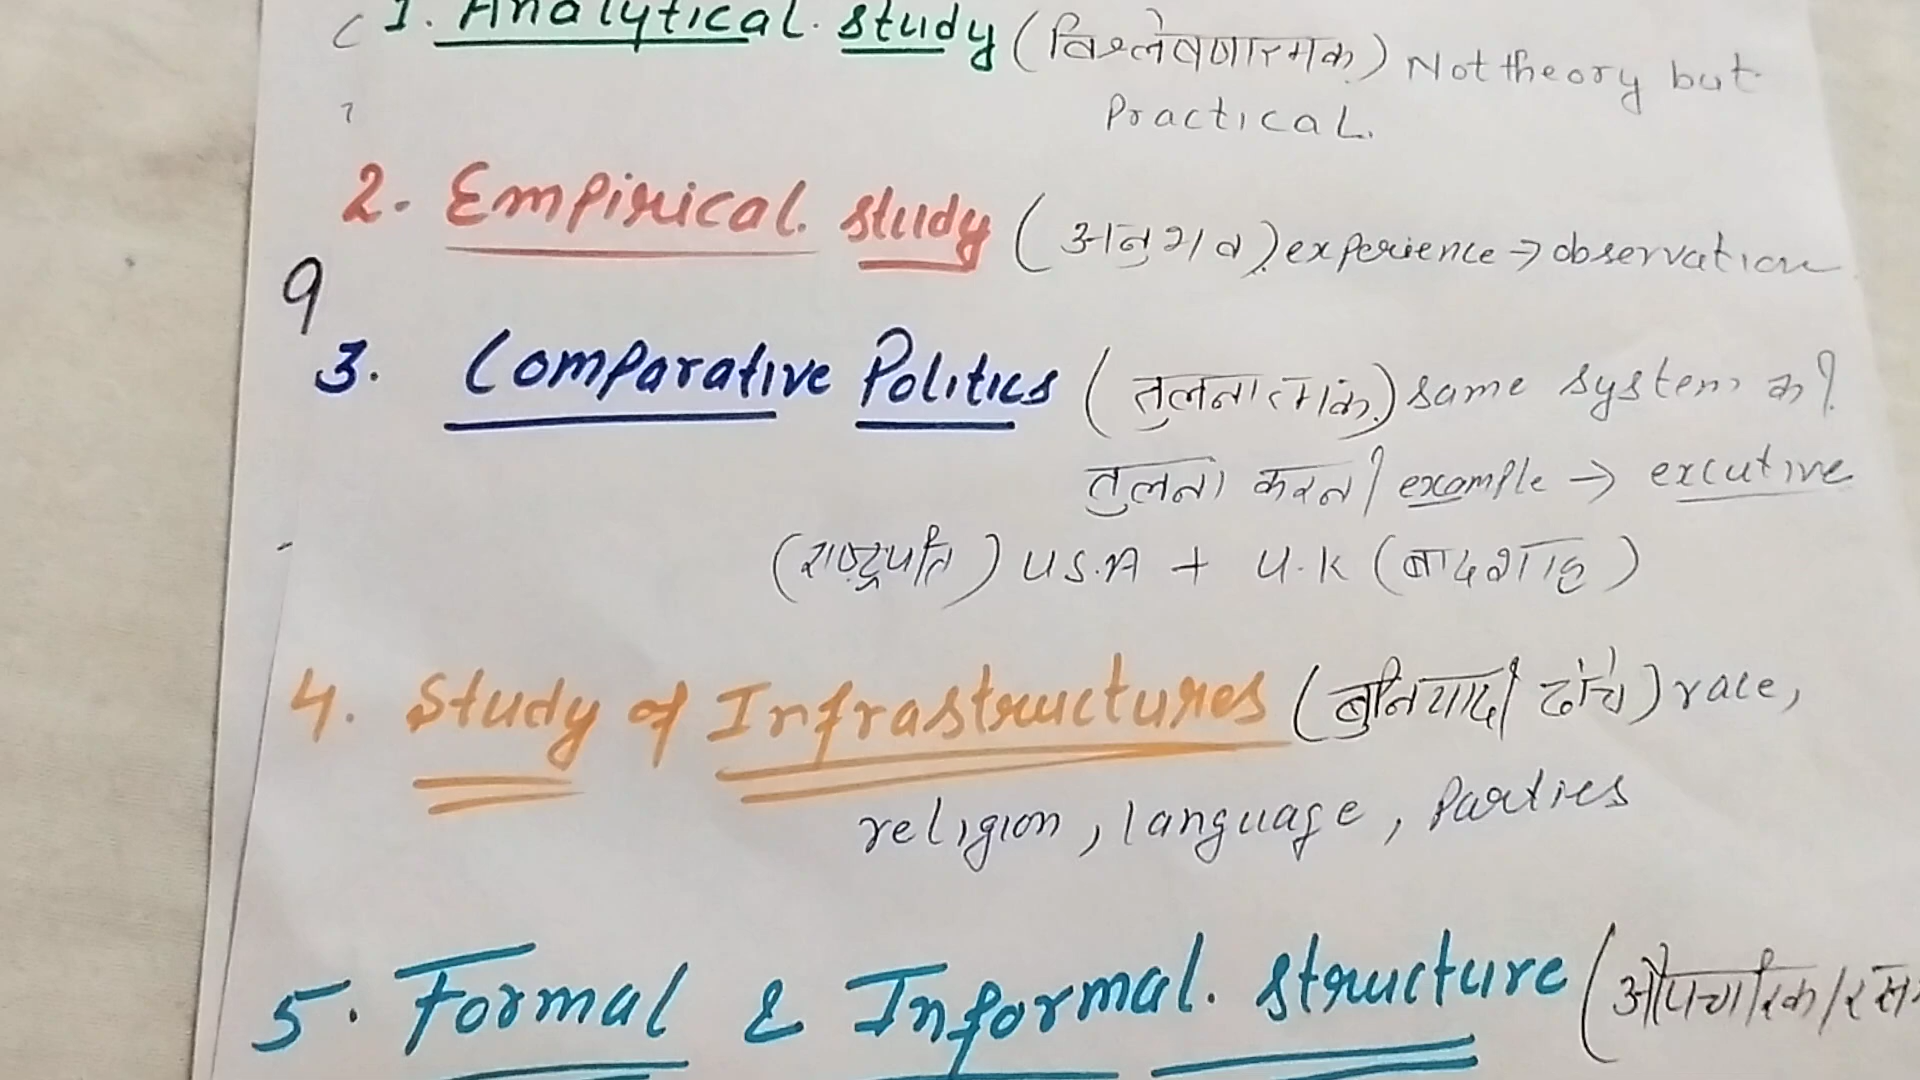 1. Analytical study (विश्लेषणात्मक) Not theory but
Practical.
2. Empirical study (अनुभव) experience → observation
9
3. Comparative Politics (तुलनात्मक) same system की
तुलना करना example → excutive
(राष्ट्रपति) U.S.A + U.K (बादशाह)
4. Study of Infrastructures (बुनियादी ढांचे) race,
religion, language, Parties
5. Formal & Informal structure (औपचारिक/